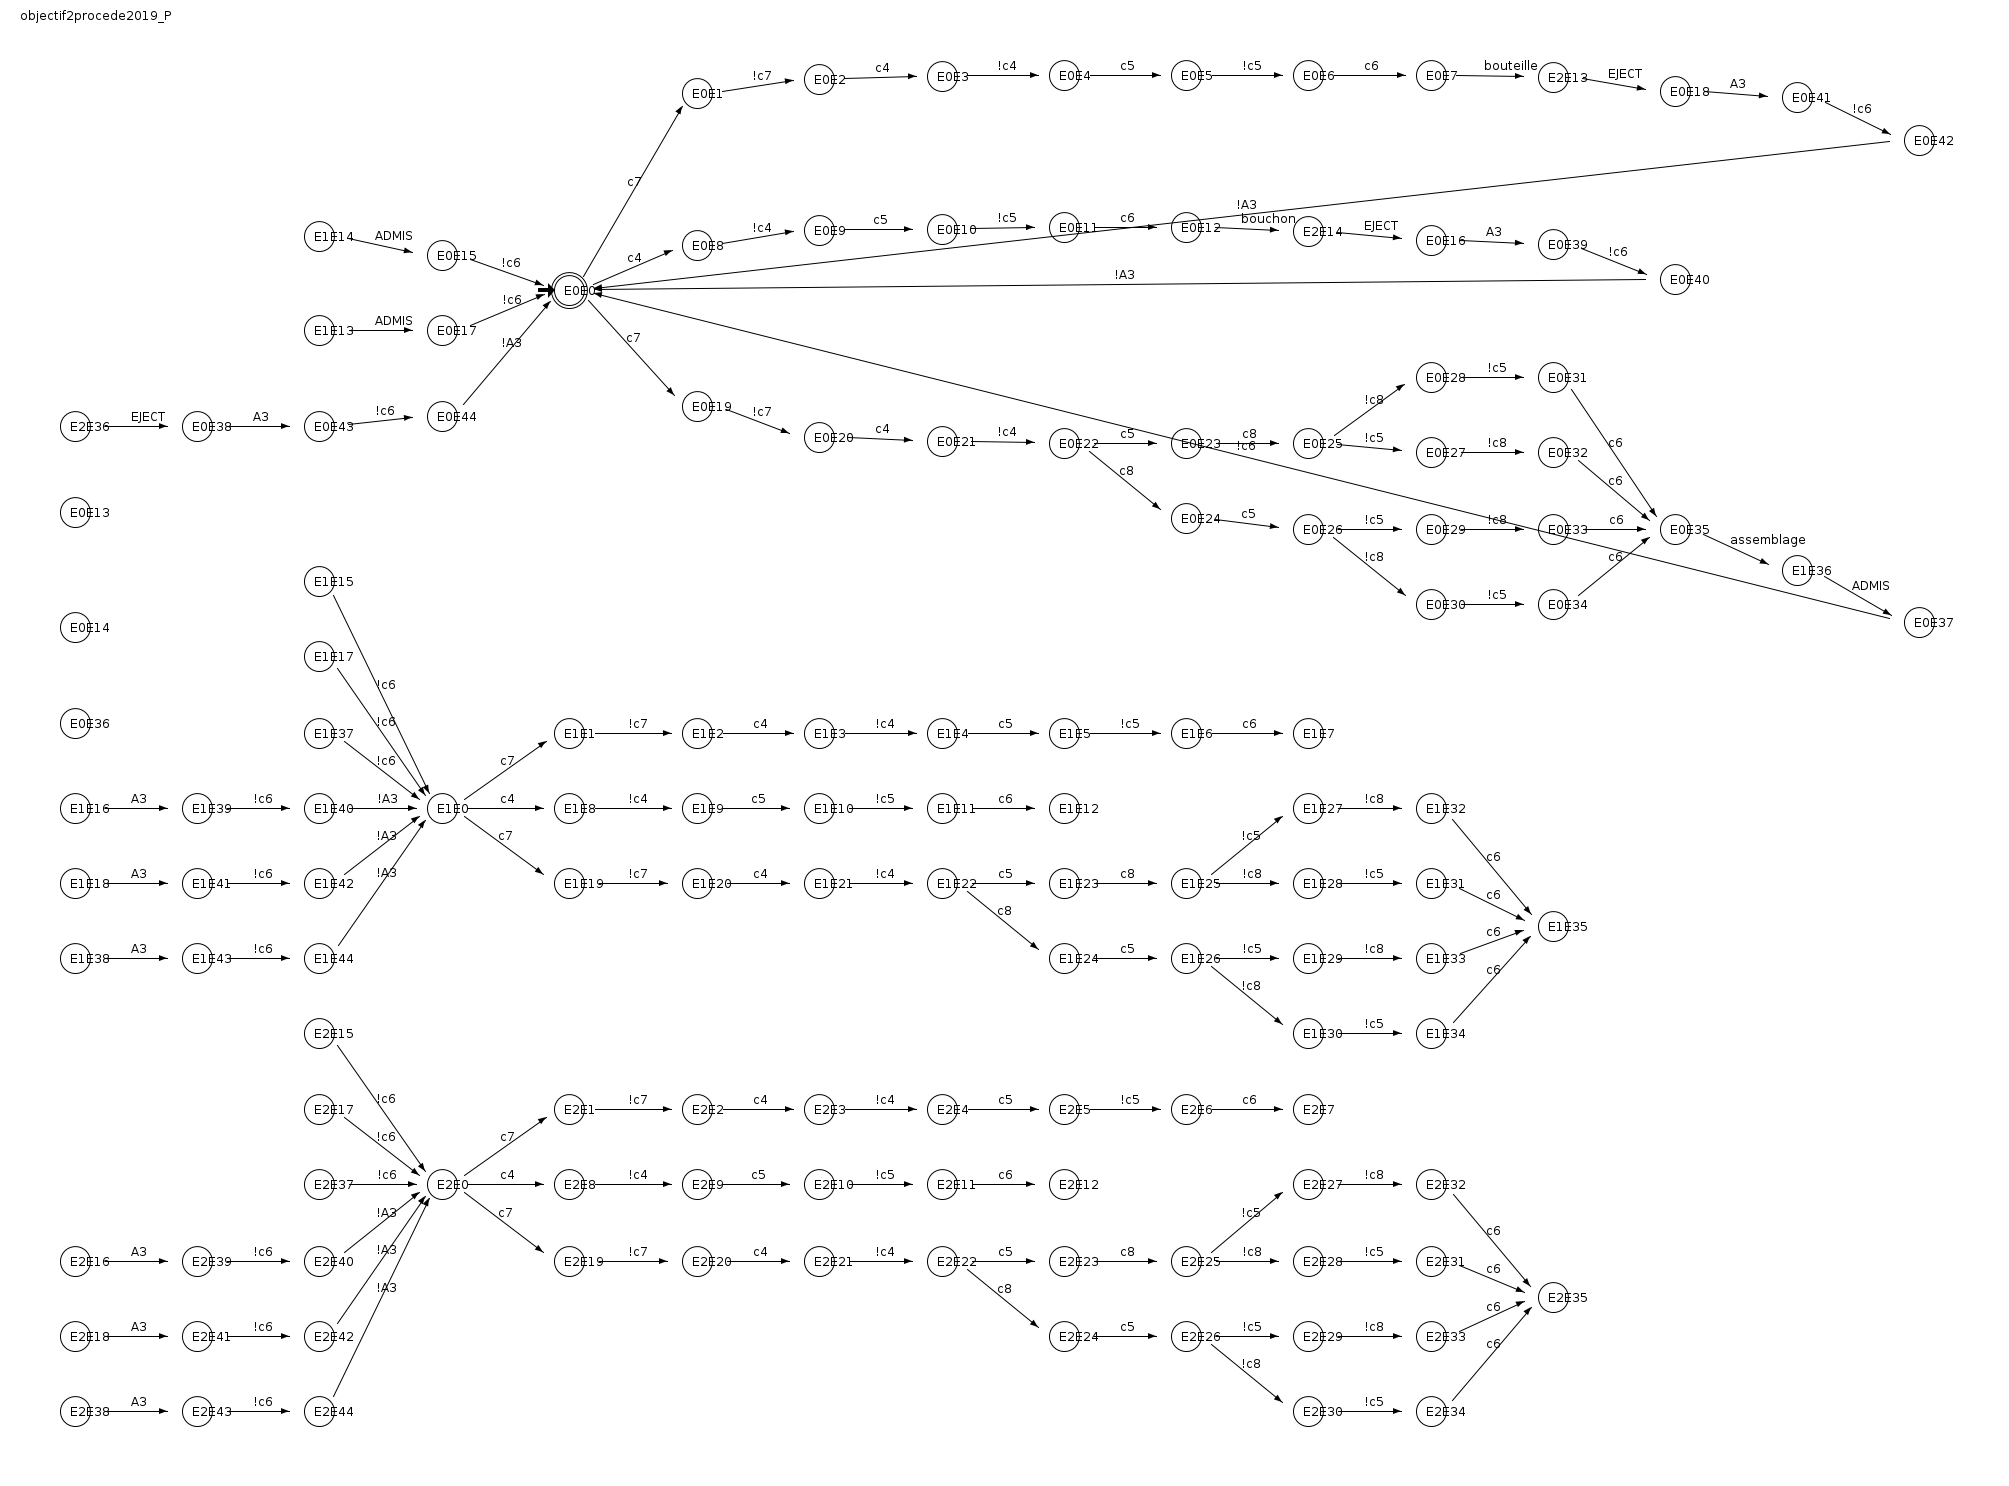 objectif2procede2019_P
E0E1 !c7 E0E2 c4 E0E3 !c4 E0E4 c5 E0E5 !c5 E0E6 c6 E0E7 bouteille E2E13 EJECT E0E18 A3 E0E41 !c6 E0E42
c7
!A3
E1E14 ADMIS E0E15 !c6
c4 E0E8 !c4 E0E9 c5 E0E10 !c5 E0E11 c6 E0E12 bouchon E2E14 EJECT E0E16 A3 E0E39 !c6 E0E40
E0E0
!A3
E1E13 ADMIS E0E17 !c6
E2E36 EJECT E0E38 A3 E0E43 !c6 E0E44 !A3
c7 E0E19 !c7 E0E20 c4 E0E21 !c4 E0E22 c5 E0E23 c8 E0E25 !c8 E0E28 !c5 E0E31 c6
!c6
!c5 E0E27 !c8 E0E32 c6
c8 E0E24 c5 E0E26 !c5 E0E29 !c8 E0E33 c6 E0E35 assemblage E1E36 ADMIS E0E37
!c8 E0E30 !c5 E0E34 c6
E0E13
E0E14
E0E36
E1E15 !c6
E1E17 !c6
E1E37 !c6
c7 E1E1 !c7 E1E2 c4 E1E3 !c4 E1E4 c5 E1E5 !c5 E1E6 c6 E1E7
E1E16 A3 E1E39 !c6 E1E40 !A3 E1E0 c4 E1E8 !c4 E1E9 c5 E1E10 !c5 E1E11 c6 E1E12
!c5 E1E27 !c8 E1E32 c6
E1E18 A3 E1E41 !c6 E1E42 !A3
c7 E1E19 !c7 E1E20 c4 E1E21 !c4 E1E22 c5 E1E23 c8 E1E25 !c8 E1E28 !c5 E1E31 c6
E1E35
E1E38 A3 E1E43 !c6 E1E44 !A3
c8 E1E24 c5 E1E26 !c5 E1E29 !c8 E1E33 c6
!c8 E1E30 !c5 E1E34 c6
E2E15 !c6
E2E17 !c6
c7 E2E1 !c7 E2E2 c4 E2E3 !c4 E2E4 c5 E2E5 !c5 E2E6 c6 E2E7
E2E37 !c6 E2E0 c4 E2E8 !c4 E2E9 c5 E2E10 !c5 E2E11 c6 E2E12
!c5 E2E27 !c8 E2E32 c6
E2E16 A3 E2E39 !c6 E2E40 !A3
c7 E2E19 !c7 E2E20 c4 E2E21 !c4 E2E22 c5 E2E23 c8 E2E25 !c8 E2E28 !c5 E2E31 c6
E2E35
E2E18 A3 E2E41 !c6 E2E42 !A3
c8 E2E24 c5 E2E26 !c5 E2E29 !c8 E2E33 c6
E2E38 A3 E2E43 !c6 E2E44 !A3
!c8 E2E30 !c5 E2E34 c6